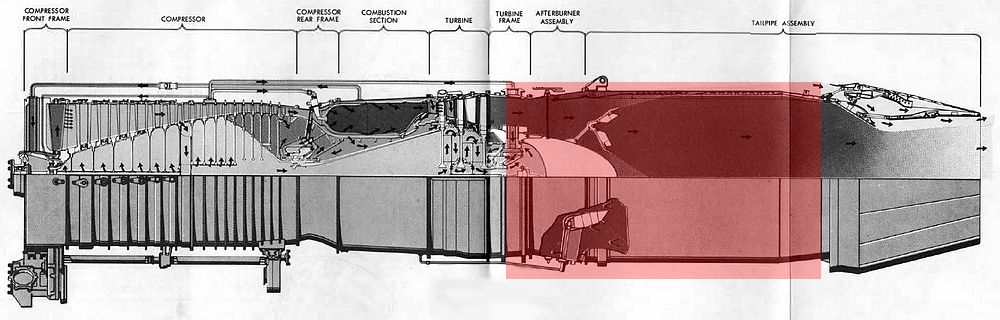 COMPRESSOR
FRONT FRAME
COMPRESSOR
COMPRESSOR
REAR FRAME
COMBUSTION
SECTION
TURBINE
TURBINE
FRAME
AFTERBURNER
ASSEMBLY
TAILPIPE ASSEMBLY